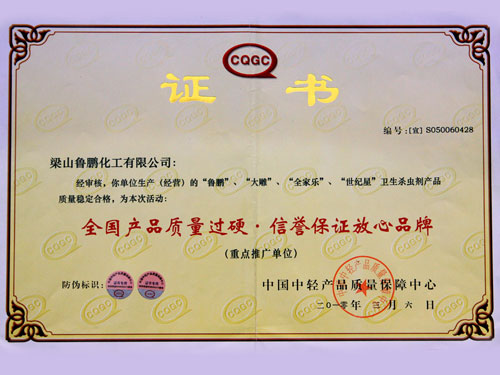 CQGC
证书
编号:[宣]S050060428
梁山鲁鹏化工有限公司:
经审核，你单位生产（经营）的“鲁鹏”、“大雕”、“全家乐”、“世纪星”卫生杀虫剂产品
质量稳定合格，为本次活动：
全国产品质量过硬·信誉保证放心品牌
（重点推广单位）
防伪标识：
中国中轻产品质量保障中心
二〇一〇年 三月六日